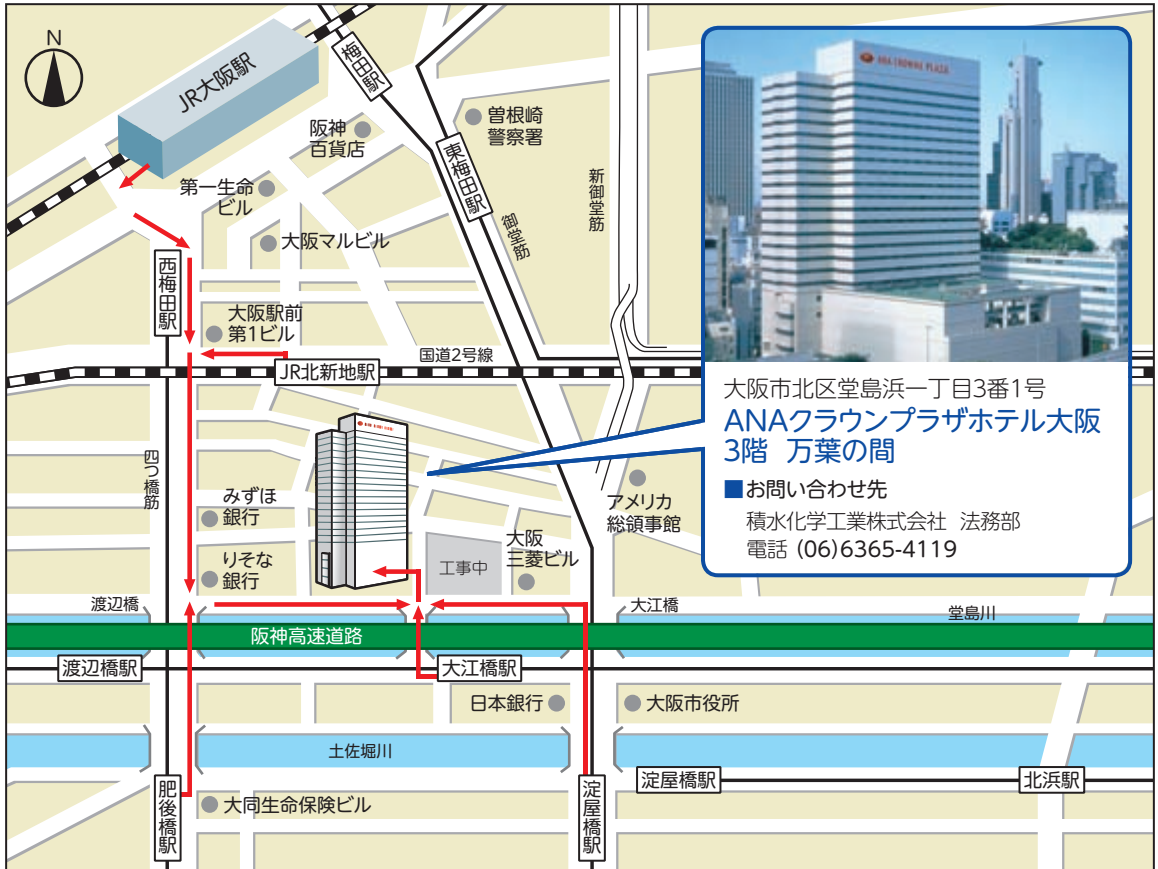 N
JR大阪駅
梅田駅
阪神
百貨店
曽根崎
警察署
東梅田駅
新御堂筋
御堂筋
第一生命
ビル
大阪マルビル
西梅田駅
大阪駅前
第1ビル
国道2号線
JR北新地駅
四つ橋筋
みずほ
銀行
りそな
銀行
工事中
大阪
三菱ビル
アメリカ
総領事館
渡辺橋
大江橋
堂島川
阪神高速道路
渡辺橋駅
大江橋駅
日本銀行
大阪市役所
土佐堀川
肥後橋駅
大同生命保険ビル
淀屋橋駅
淀屋橋駅
北浜駅
ANA CROWNE PLAZA
大阪市北区堂島浜一丁目3番1号
ANAクラウンプラザホテル大阪
3階 万葉の間
■お問い合わせ先
積水化学工業株式会社 法務部
電話 (06)6365-4119